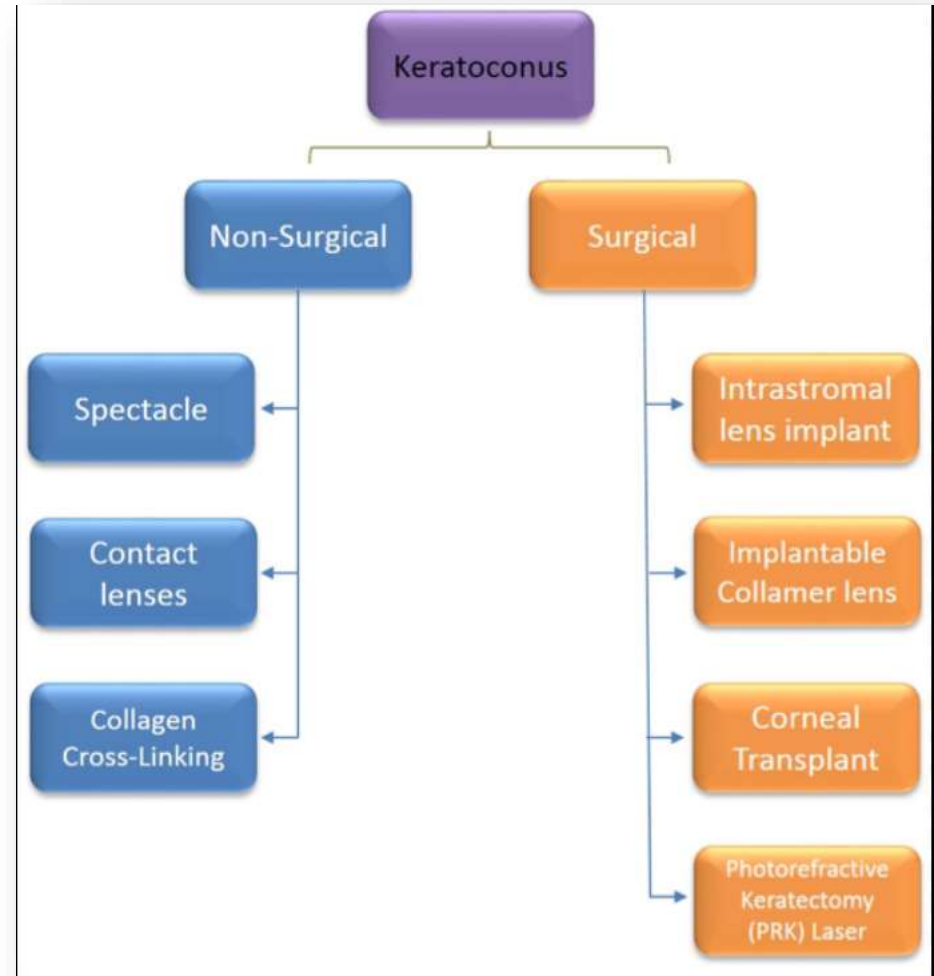 Keratoconus
Non-Surgical
Surgical
Spectacle
Contact
lenses
Collagen
Cross-Linking
Intrastromal
lens implant
Implantable
Collamer lens
Corneal
Transplant
Photorefractive
Keratectomy
(PRK) Laser